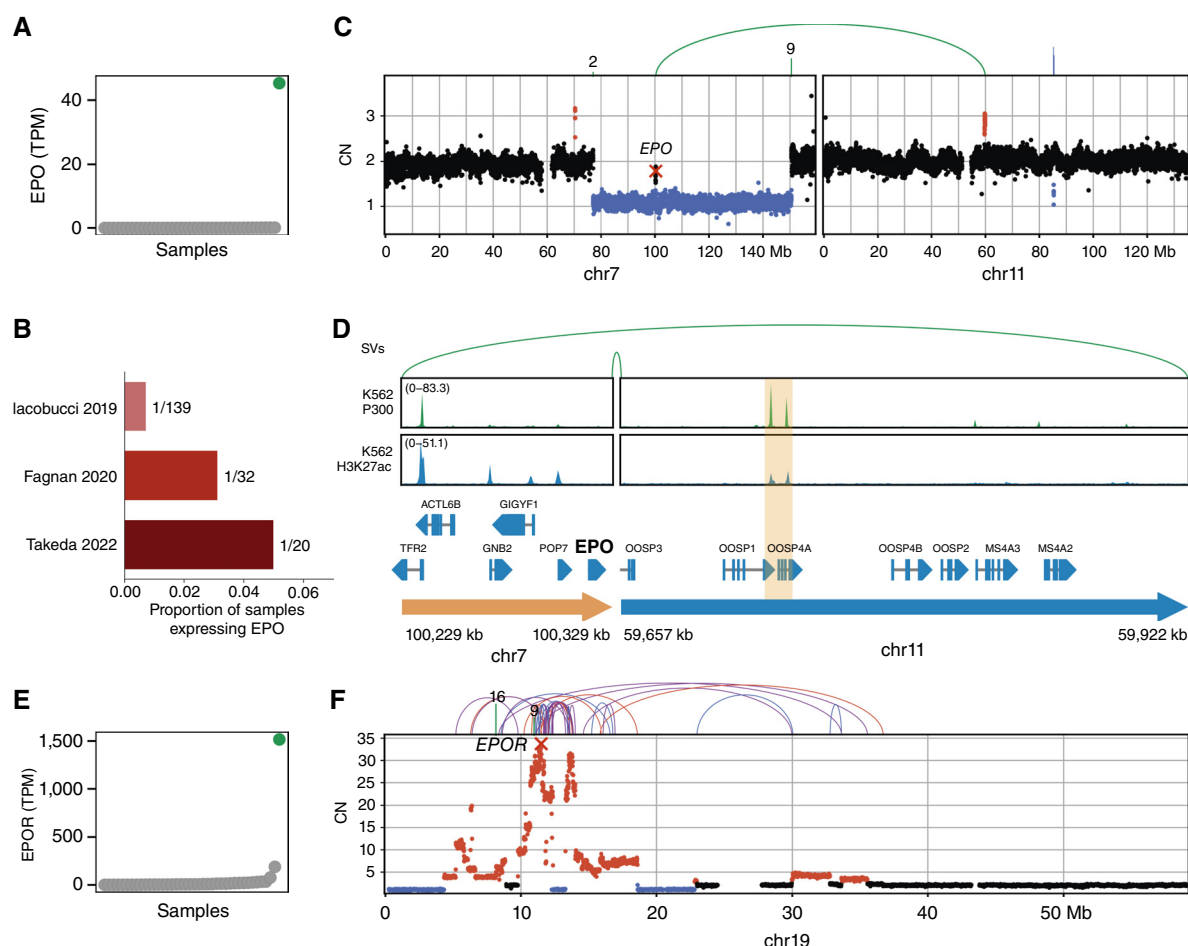 A
EPO (TPM)
40
20
0
Samples
B
Iacobucci 2019
1/139
Fagnan 2020
1/32
Takeda 2022
1/20
0.00 0.02 0.04 0.06
Proportion of samples
expressing EPO
C
2
9
CN
3
2
1
EPO
0 20 40 60 80 100 120 140 Mb
chr7
0 20 40 60 80 100 120 Mb
chr11
D
SVs
K562
P300
(0–83.3)
K562
H3K27ac
(0–51.1)
ACTL6B GIGYF1
TFR2 GNB2 POP7 EPO OOSP3 OOSP1 OOSP4A OOSP4B OOSP2 MS4A3 MS4A2
100,229 kb 100,329 kb 59,657 kb 59,922 kb
chr7 chr11
E
EPOR (TPM)
1,500
1,000
500
0
Samples
F
16
9
EPOR
CN
35
30
25
20
15
10
5
0 10 20 30 40 50 Mb
chr19